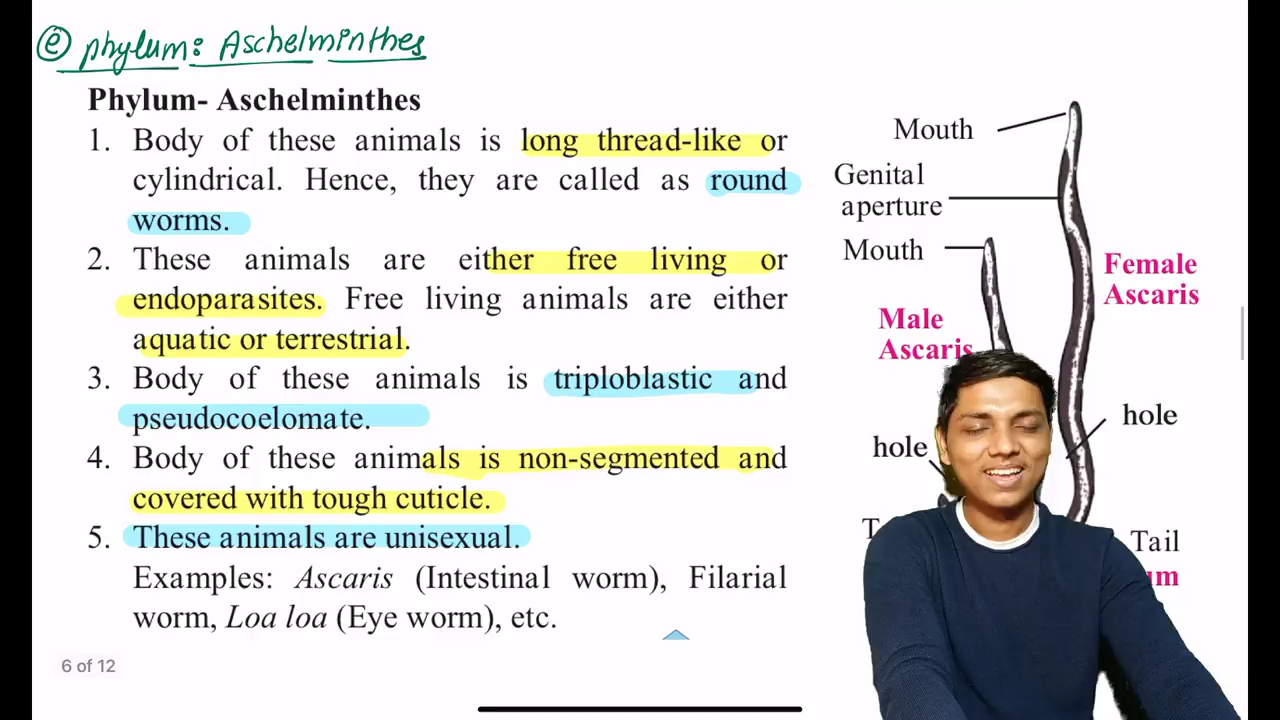 e phylum: Aschelminthes
Phylum- Aschelminthes
1. Body of these animals is long thread-like or
cylindrical. Hence, they are called as round
worms.
2. These animals are either free living or
endoparasites. Free living animals are either
aquatic or terrestrial.
3. Body of these animals is triploblastic and
pseudocoelomate.
4. Body of these animals is non-segmented and
covered with tough cuticle.
5. These animals are unisexual.
Examples: Ascaris (Intestinal worm), Filarial
worm, Loa loa (Eye worm), etc.
Mouth
Genital
aperture
Mouth
Female
Ascaris
Male
Ascaris
hole
hole
Tail
6 of 12